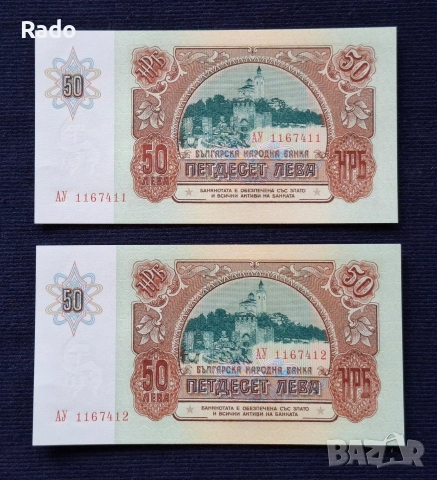 Rado
50
50
НРБ
50
АУ 1167411
БЪЛГАРСКА НАРОДНА БАНКА
50
ЛЕВА
ПЕТДЕСЕТ ЛЕВА
НРБ
АУ 1167411
БАНКНОТАТА Е ОБЕЗПЕЧЕНА СЪС ЗЛАТО
И ВСИЧКИ АКТИВИ НА БАНКАТА
50
НРБ
50
АУ 1167412
БЪЛГАРСКА НАРОДНА БАНКА
50
ЛЕВА
ПЕТДЕСЕТ ЛЕВА
НРБ
АУ 1167412
БАНКНОТАТА Е ОБЕЗПЕЧЕНА СЪС ЗЛАТО
И ВСИЧКИ АКТИВИ НА БАНКАТА
BAZAR